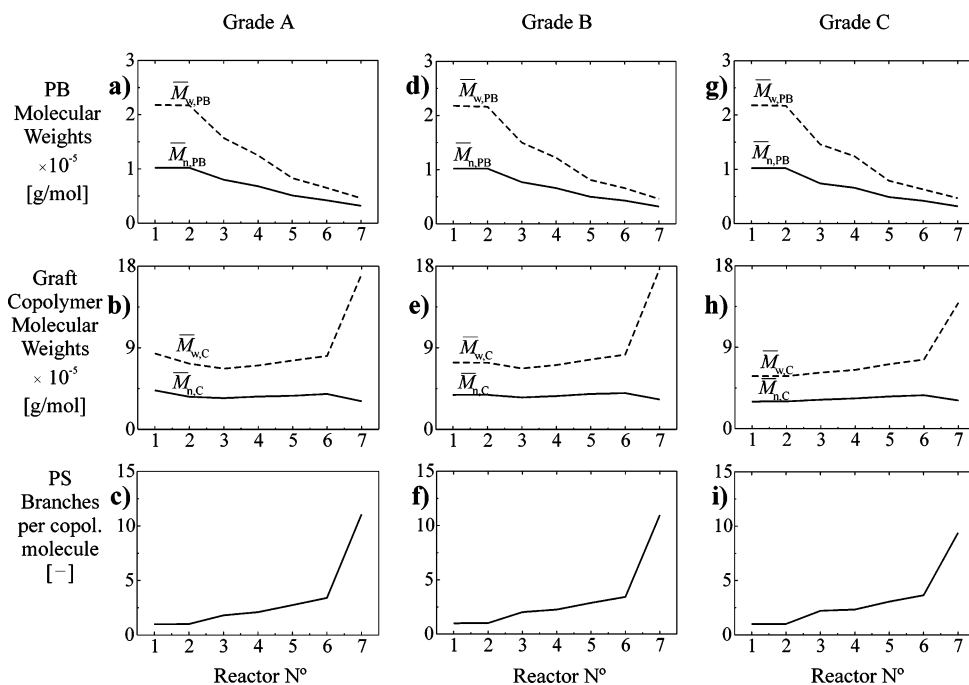 Grade A
Grade B
Grade C
PB
Molecular
Weights
× 10⁻⁵
[g/mol]
a)
3
2
1
0
M̅w,PB
M̅n,PB
1 2 3 4 5 6 7
d)
3
2
1
0
M̅w,PB
M̅n,PB
1 2 3 4 5 6 7
g)
3
2
1
0
M̅w,PB
M̅n,PB
1 2 3 4 5 6 7
Graft
Copolymer
Molecular
Weights
× 10⁻⁵
[g/mol]
b)
18
9
0
M̅w,C
M̅n,C
1 2 3 4 5 6 7
e)
18
9
0
M̅w,C
M̅n,C
1 2 3 4 5 6 7
h)
18
9
0
M̅w,C
M̅n,C
1 2 3 4 5 6 7
PS
Branches
per copol.
molecule
[−]
c)
15
10
5
0
1 2 3 4 5 6 7
Reactor Nº
f)
15
10
5
0
1 2 3 4 5 6 7
Reactor Nº
i)
15
10
5
0
1 2 3 4 5 6 7
Reactor Nº